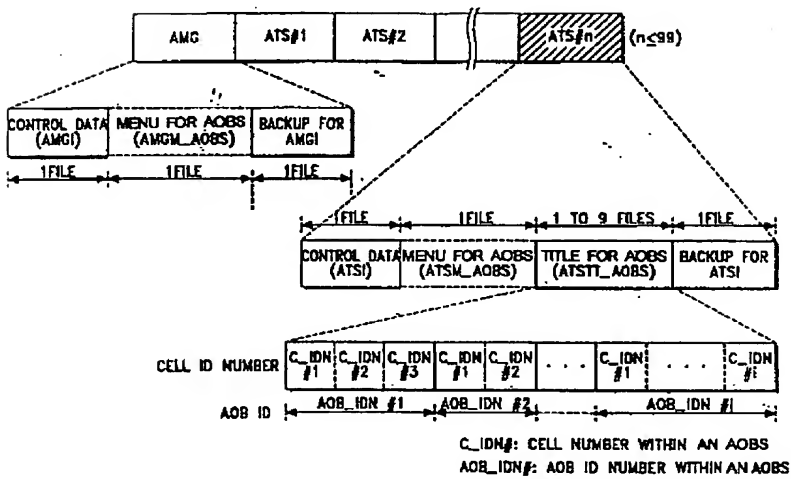 AMG ATS#1 ATS#2 ATS#n (n≤99)
CONTROL DATA (AMGI)
MENU FOR AOBS (AMGM_AOBS)
BACKUP FOR AMGI
1FILE 1FILE 1FILE
1FILE 1FILE 1 TO 9 FILES 1FILE
CONTROL DATA (ATSI)
MENU FOR AOBS (ATSM_AOBS)
TITLE FOR AOBS (ATSTT_AOBS)
BACKUP FOR ATSI
CELL ID NUMBER C_IDN #1 C_IDN #2 C_IDN #3 C_IDN #1 C_IDN #2 . . . C_IDN #1 . . . C_IDN #i
AOB ID AOB_IDN #1 AOB_IDN #2 AOB_IDN #i
C_IDN#: CELL NUMBER WITHIN AN AOBS
AOB_IDN#: AOB ID NUMBER WITHIN AN AOBS